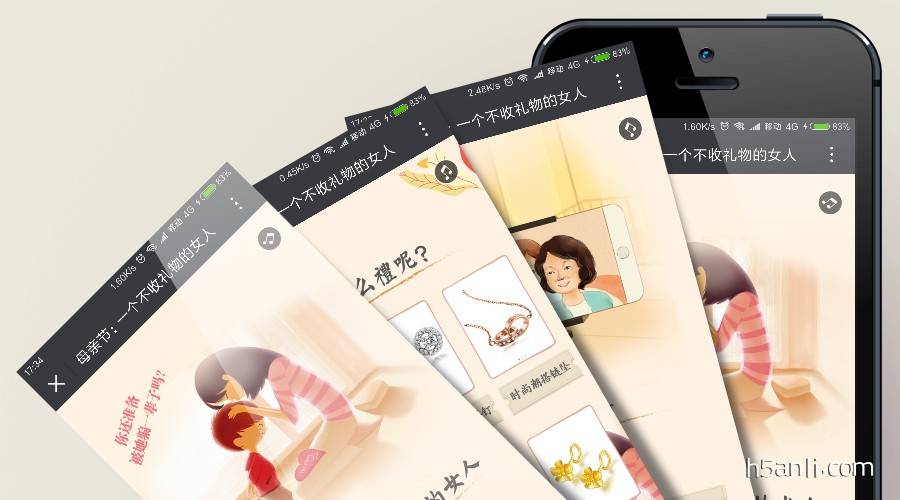 17:34
1.60K/s 移动 4G 83%
母亲节：一个不收礼物的女人
你还准备
被她躺一辈子吗?
的女人
0.45K/s 移动 4G 83%
一个不收礼物的女人
么禮呢?
时尚潮搭链坠
2.48K/s 移动 4G 83%
一个不收礼物的女人
1.60K/s 移动 4G 83%
一个不收礼物的女人
h5anli.com